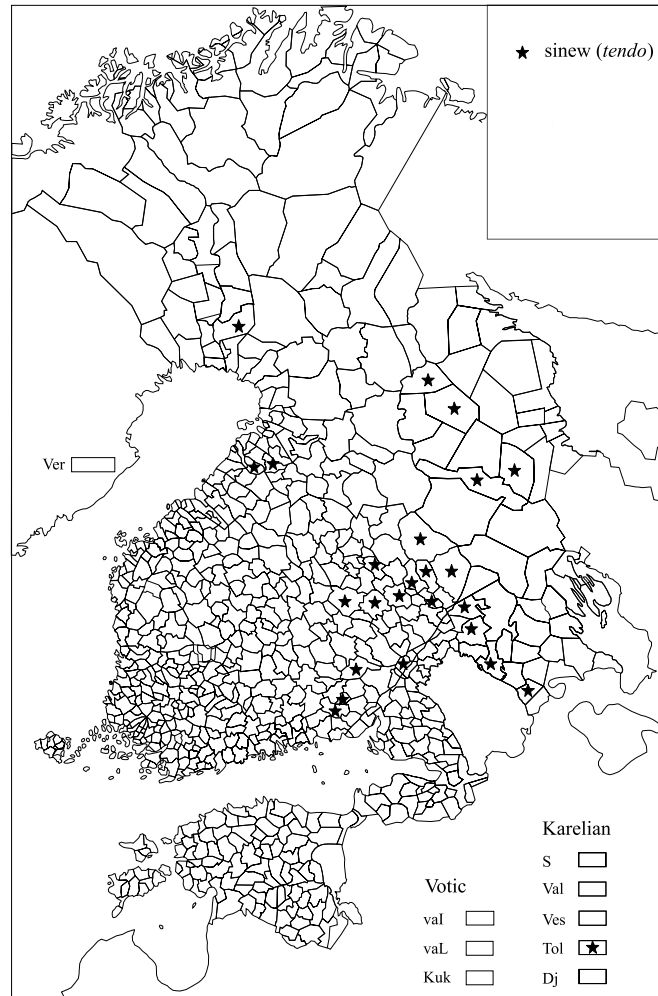 ★ sinew (tendo)
Ver
Karelian
S
Votic
Val
vaI
Ves
vaL
Tol ★
Kuk
Dj